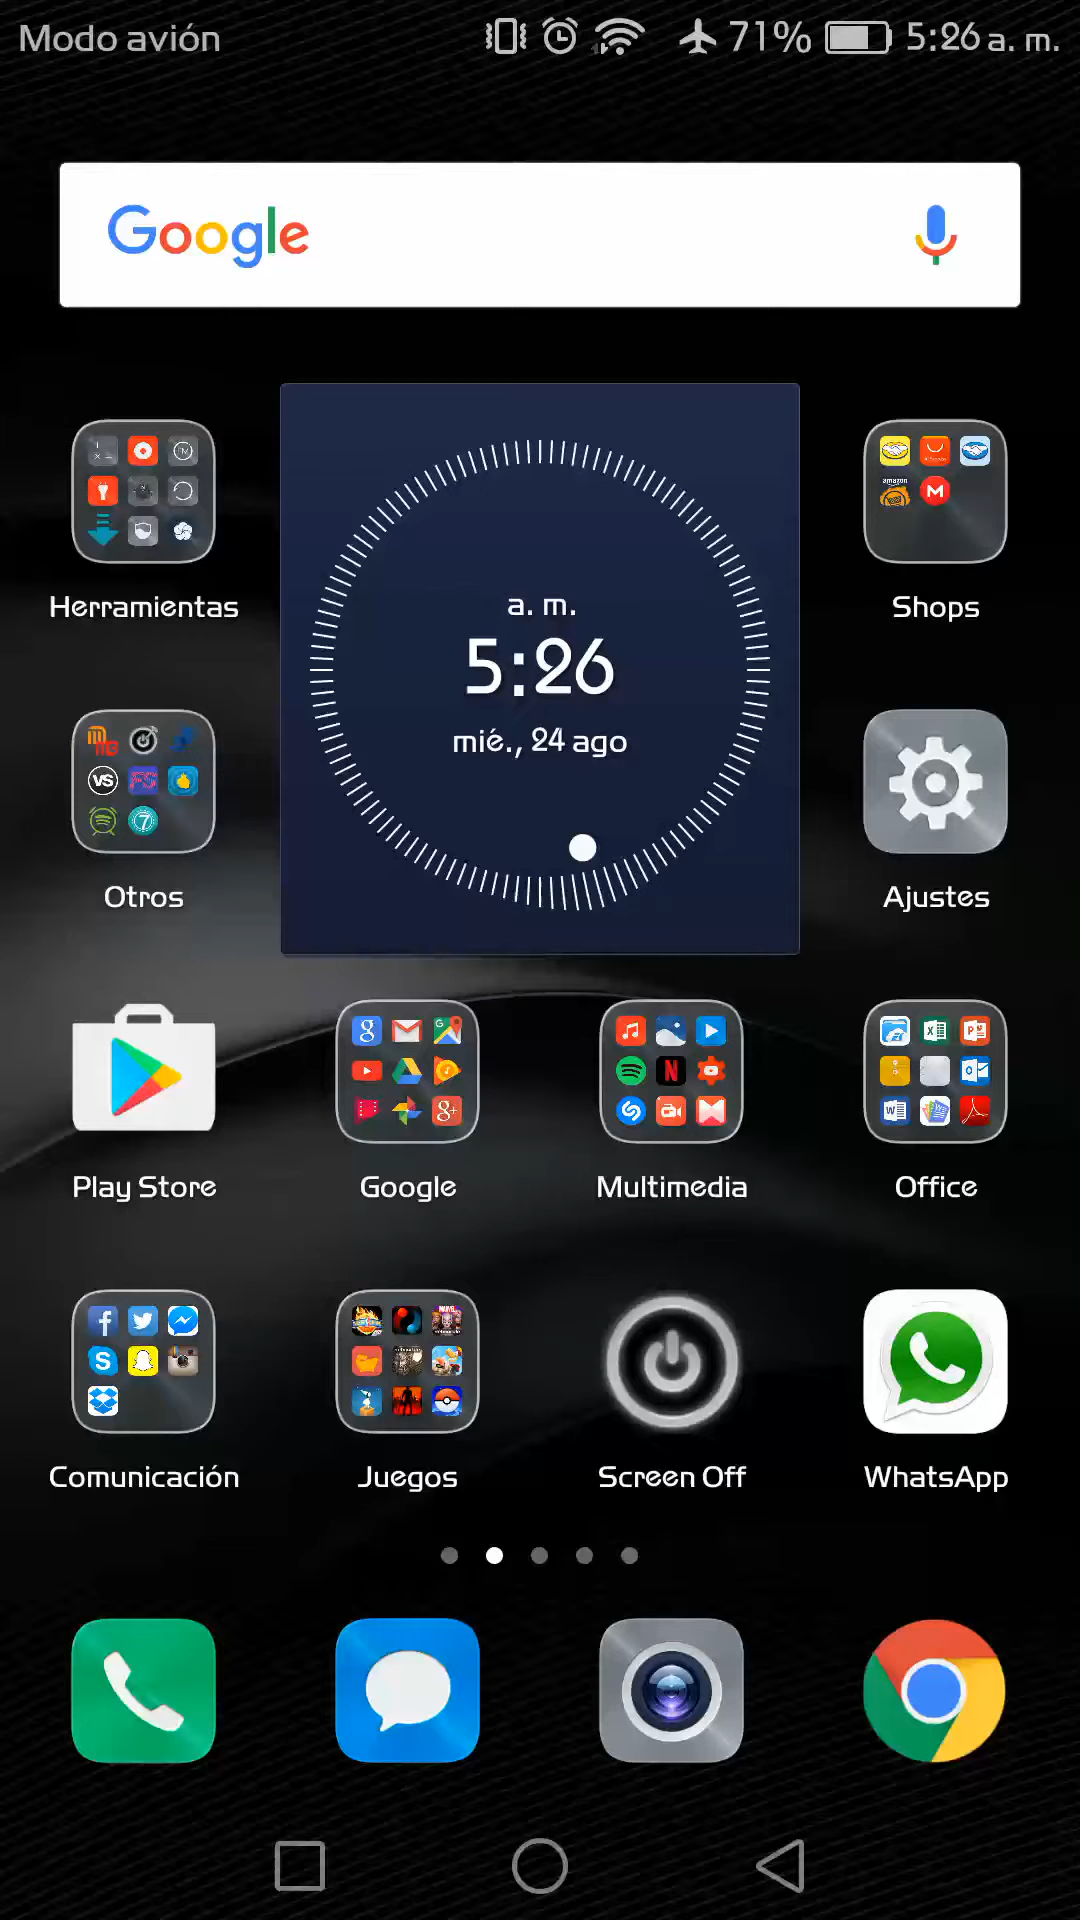 Modo avión 71% 5:26 a. m.
Google
a. m.
5:26
mié., 24 ago
Herramientas
Shops
Otros
Ajustes
Play Store
Google
Multimedia
Office
Comunicación
Juegos
Screen Off
WhatsApp